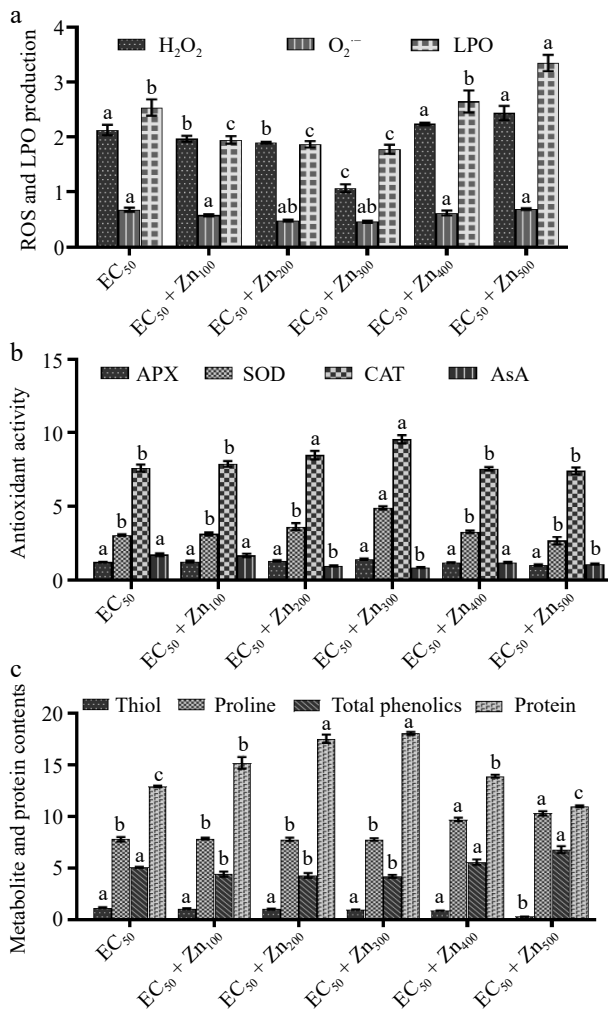 a
ROS and LPO production
H₂O₂ O₂·⁻ LPO
4
3
2
1
0
a a b
b a c
b ab c
c ab c
a a b
a a a
EC₅₀
EC₅₀ + Zn₁₀₀
EC₅₀ + Zn₂₀₀
EC₅₀ + Zn₃₀₀
EC₅₀ + Zn₄₀₀
EC₅₀ + Zn₅₀₀
b
Antioxidant activity
APX SOD CAT AsA
15
10
5
0
a b b a
a b b a
a b a b
a a a b
a b b a
a b b b
EC₅₀
EC₅₀ + Zn₁₀₀
EC₅₀ + Zn₂₀₀
EC₅₀ + Zn₃₀₀
EC₅₀ + Zn₄₀₀
EC₅₀ + Zn₅₀₀
c
Metabolite and protein contents
Thiol Proline Total phenolics Protein
20
15
10
5
0
a b a c
a b b b
a b b a
a b b a
a a a b
b a a c
EC₅₀
EC₅₀ + Zn₁₀₀
EC₅₀ + Zn₂₀₀
EC₅₀ + Zn₃₀₀
EC₅₀ + Zn₄₀₀
EC₅₀ + Zn₅₀₀